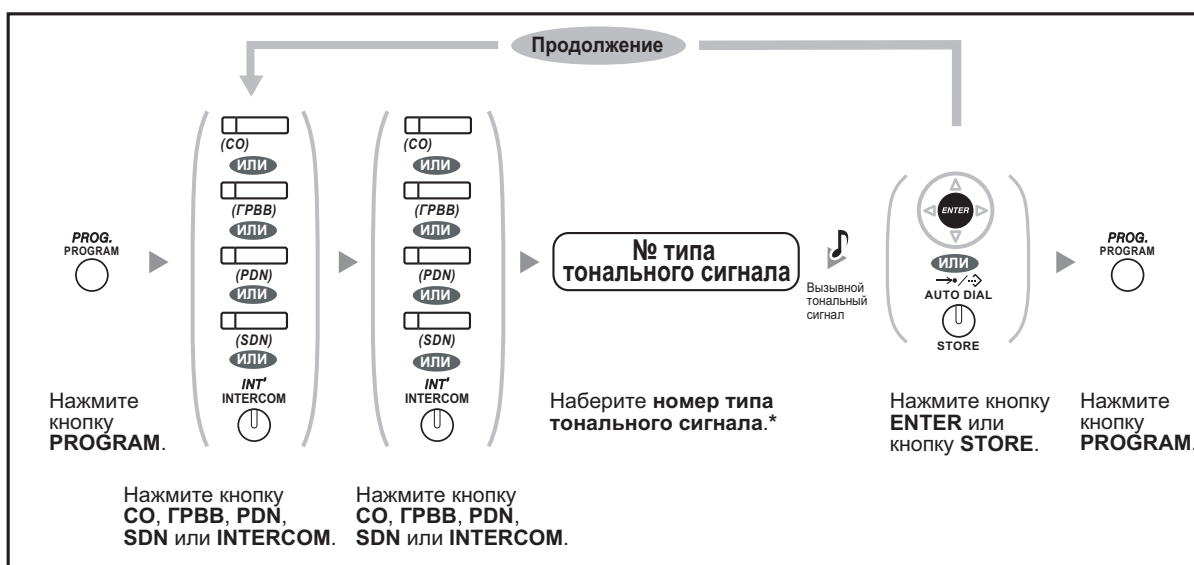 Продолжение
PROG.
PROGRAM
Нажмите
кнопку
PROGRAM.
(CO)
ИЛИ
(ГРВВ)
ИЛИ
(PDN)
ИЛИ
(SDN)
ИЛИ
INT'
INTERCOM
Нажмите кнопку
CO, ГРВВ, PDN,
SDN или INTERCOM.
(CO)
ИЛИ
(ГРВВ)
ИЛИ
(PDN)
ИЛИ
(SDN)
ИЛИ
INT'
INTERCOM
Нажмите кнопку
CO, ГРВВ, PDN,
SDN или INTERCOM.
№ типа
тонального сигнала
Наберите номер типа
тонального сигнала.*
Вызывной
тональный
сигнал
ENTER
ИЛИ
AUTO DIAL
STORE
Нажмите кнопку
ENTER или
кнопку STORE.
PROG.
PROGRAM
Нажмите
кнопку
PROGRAM.